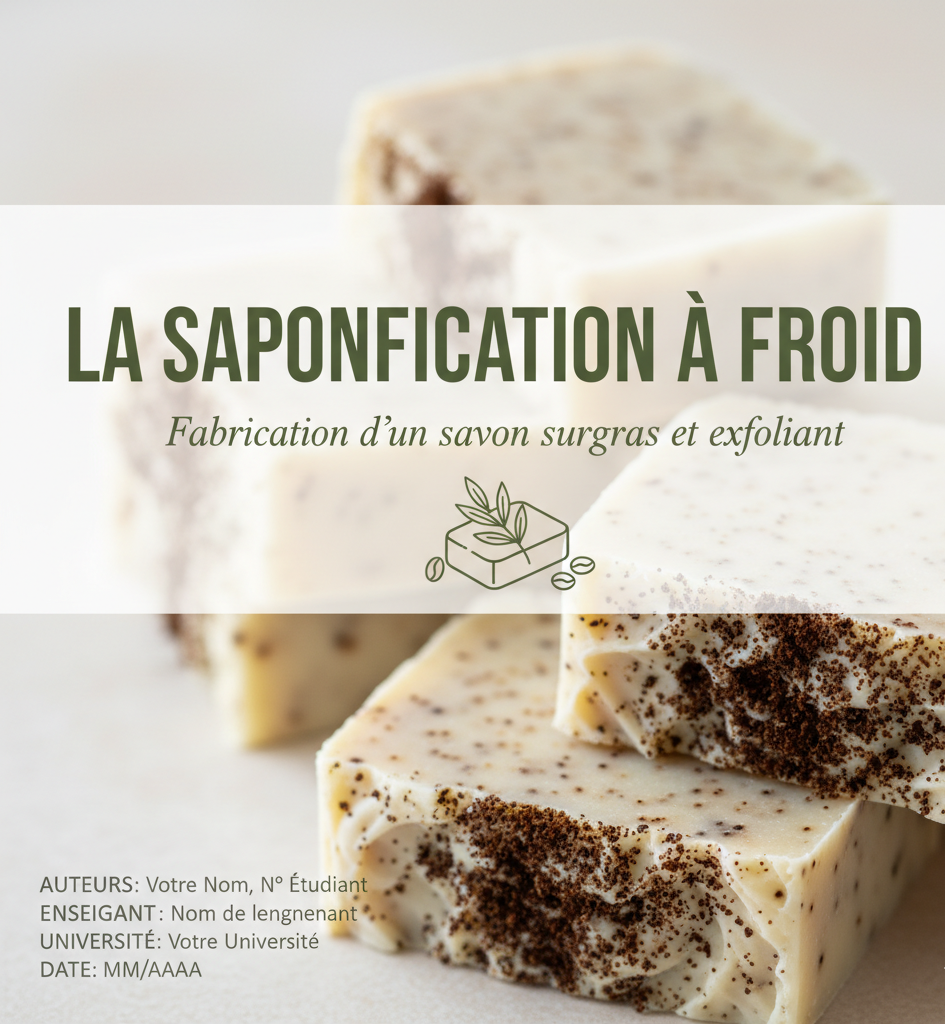 LA SAPONFICATION À FROID
Fabrication d'un savon surgras et exfoliant
AUTEURS: Votre Nom, Nº Étudiant
ENSEIGANT: Nom de lengnenant
UNIVERSITÉ: Votre Université
DATE: MM/AAAA